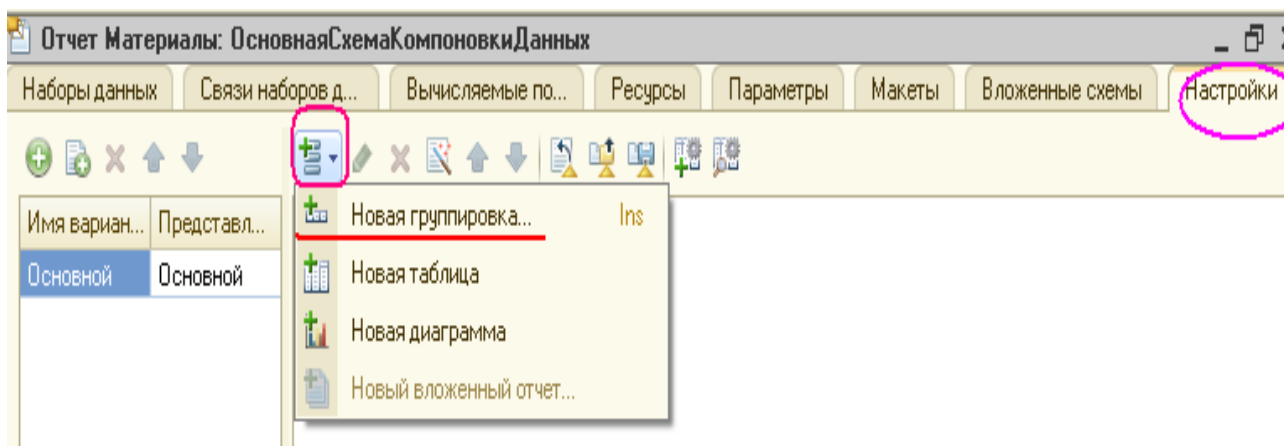 Отчет Материалы: ОсновнаяСхемаКомпоновкиДанных
Наборы данных Связи наборов д... Вычисляемые по... Ресурсы Параметры Макеты Вложенные схемы Настройки
Имя вариан... Представл...
Основной Основной
Новая группировка... Ins
Новая таблица
Новая диаграмма
Новый вложенный отчет...